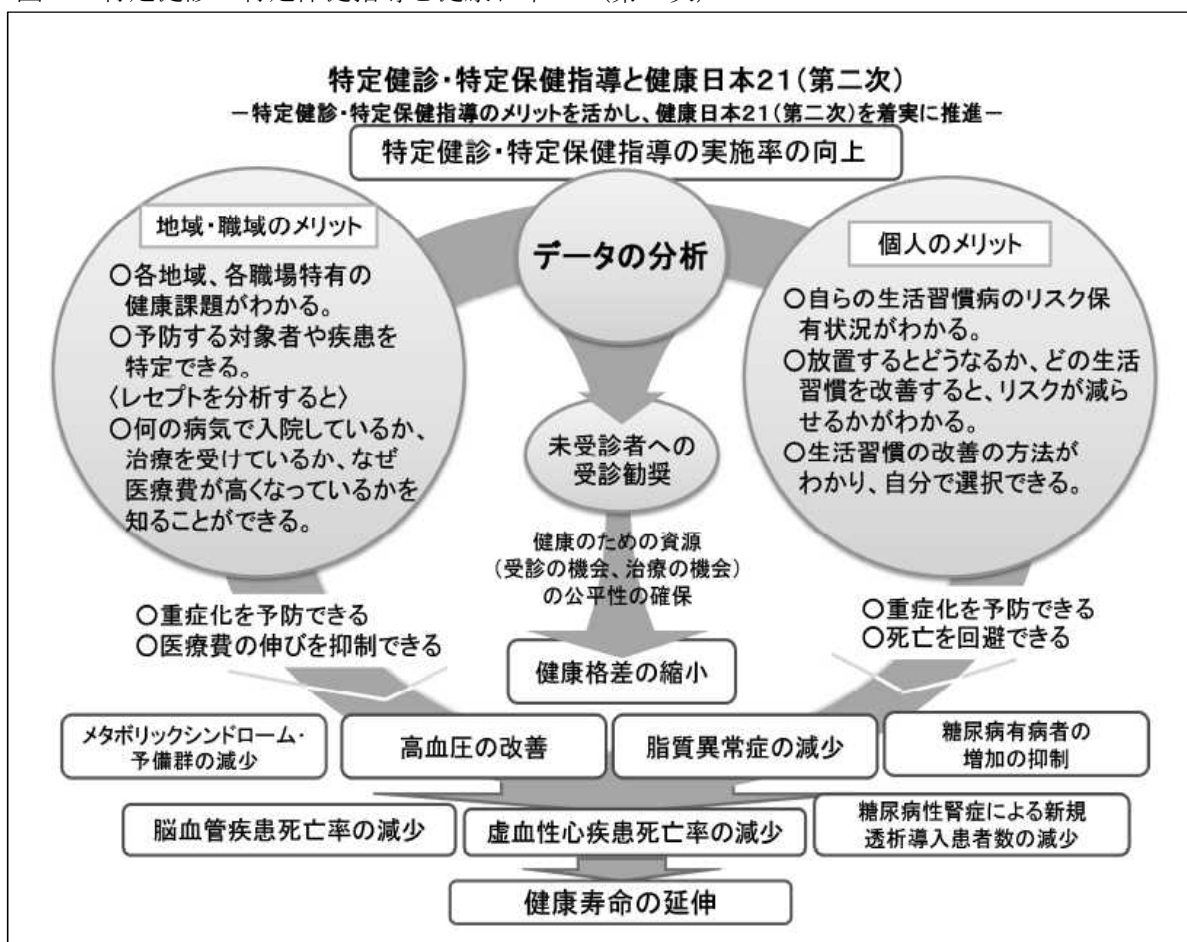 特定健診・特定保健指導と健康日本21(第二次)
－特定健診・特定保健指導のメリットを活かし、健康日本21(第二次)を着実に推進－
特定健診・特定保健指導の実施率の向上
地域・職域のメリット
○各地域、各職場特有の
健康課題がわかる。
○予防する対象者や疾患を
特定できる。
〈レセプトを分析すると〉
○何の病気で入院しているか、
治療を受けているか、なぜ
医療費が高くなっているかを
知ることができる。
○重症化を予防できる
○医療費の伸びを抑制できる
データの分析
未受診者への
受診勧奨
健康のための資源
(受診の機会、治療の機会)
の公平性の確保
健康格差の縮小
個人のメリット
○自らの生活習慣病のリスク保
有状況がわかる。
○放置するとどうなるか、どの生活
習慣を改善すると、リスクが減ら
せるかがわかる。
○生活習慣の改善の方法が
わかり、自分で選択できる。
○重症化を予防できる
○死亡を回避できる
メタボリックシンドローム・
予備群の減少
高血圧の改善
脂質異常症の減少
糖尿病有病者の
増加の抑制
脳血管疾患死亡率の減少
虚血性心疾患死亡率の減少
糖尿病性腎症による新規
透析導入患者数の減少
健康寿命の延伸